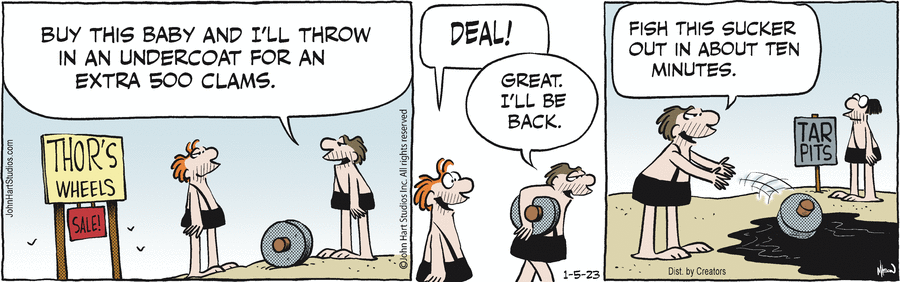 BUY THIS BABY AND I'LL THROW
IN AN UNDERCOAT FOR AN
EXTRA 500 CLAMS.
THOR'S
WHEELS
SALE!
JohnHartStudios.com
©John Hart Studios Inc. All rights reserved
DEAL!
GREAT.
I'LL BE
BACK.
1-5-23
FISH THIS SUCKER
OUT IN ABOUT TEN
MINUTES.
TAR
PITS
Dist. by Creators